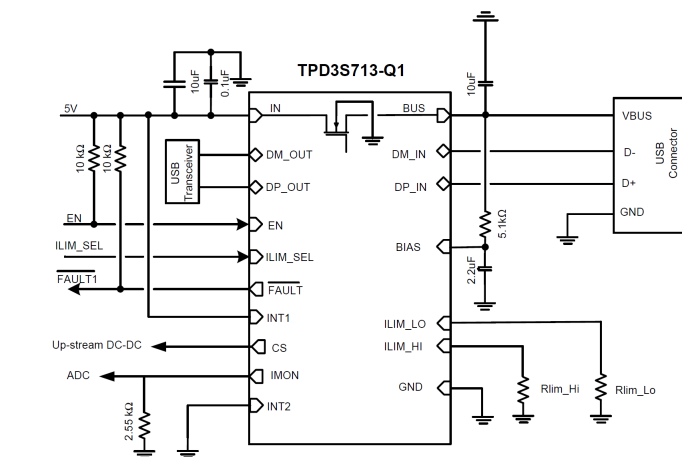 TPD3S713-Q1
10uF
0.1uF
10uF
5V
IN
BUS
VBUS
10 kΩ
10 kΩ
USB
Transceiver
DM_OUT
DM_IN
D-
USB
Connector
DP_OUT
DP_IN
D+
GND
EN
EN
5.1kΩ
ILIM_SEL
ILIM_SEL
BIAS
2.2uF
FAULT1
FAULT
INT1
ILIM_LO
Up-stream DC-DC
CS
ILIM_HI
ADC
IMON
GND
Rlim_Hi
Rlim_Lo
2.55 kΩ
INT2